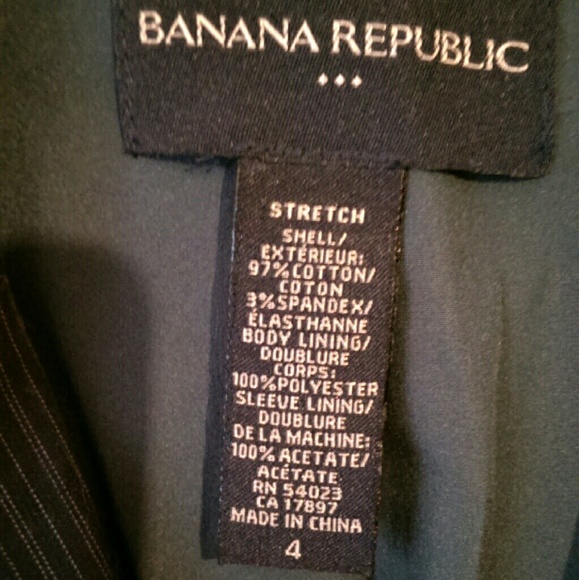 BANANA REPUBLIC
STRETCH
SHELL/
EXTÉRIEUR:
97%COTTON/
COTON
3%SPANDEX/
ÉLASTHANNE
BODY LINING/
DOUBLURE
CORPS:
100%POLYESTER
SLEEVE LINING/
DOUBLURE
DE LA MACHINE:
100% ACETATE/
ACÉTATE
RN 54023
CA 17897
MADE IN CHINA
4